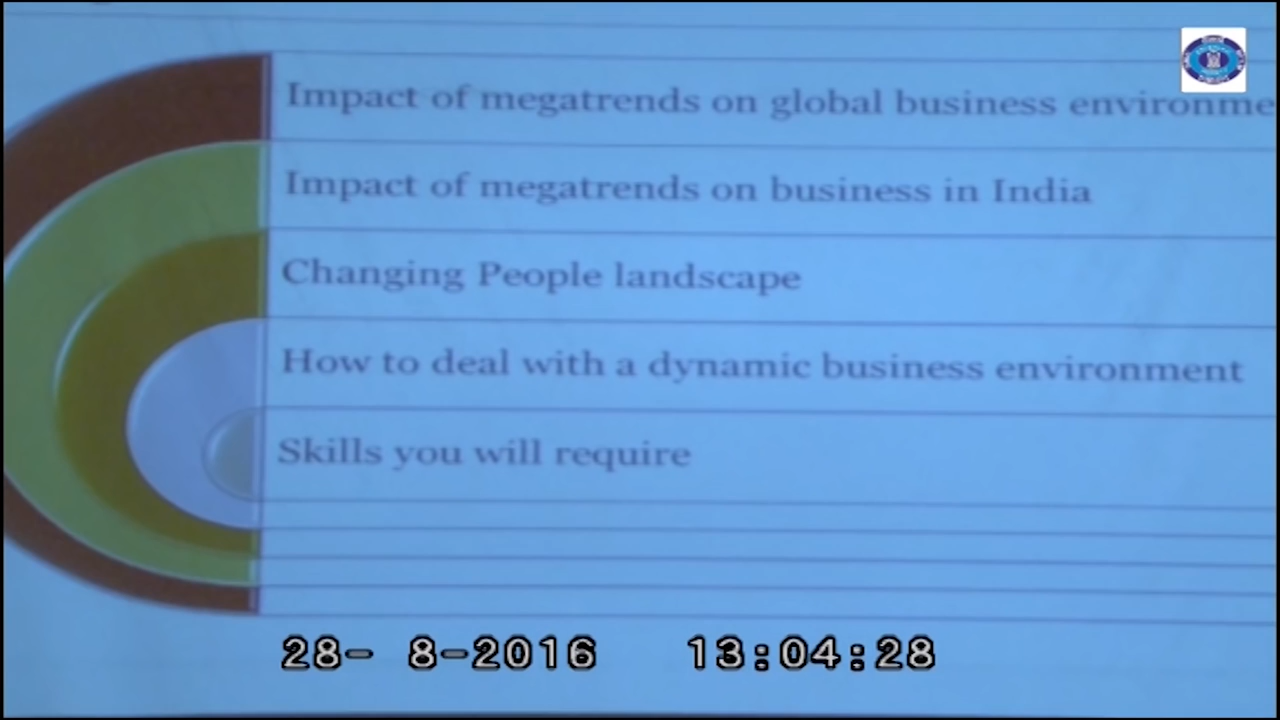 Impact of megatrends on global business environme
Impact of megatrends on business in India
Changing People landscape
How to deal with a dynamic business environment
Skills you will require
28- 8-2016 13:04:28